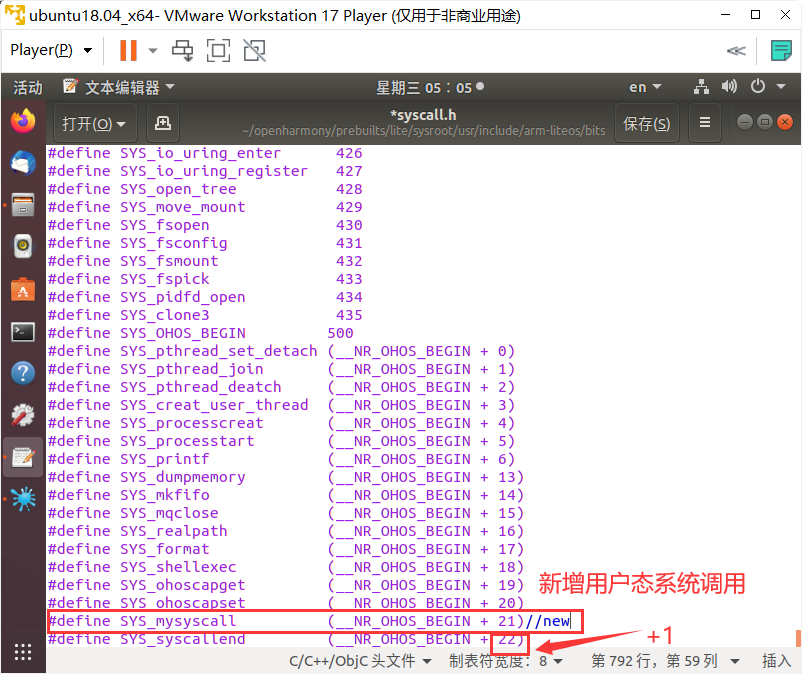 ubuntu18.04_x64- VMware Workstation 17 Player (仅用于非商业用途)
Player(P)
活动 文本编辑器 星期三 05：05 en
打开(O) *syscall.h 保存(S)
~/openharmony/prebuilts/lite/sysroot/usr/include/arm-liteos/bits
#define SYS_io_uring_enter 426
#define SYS_io_uring_register 427
#define SYS_open_tree 428
#define SYS_move_mount 429
#define SYS_fsopen 430
#define SYS_fsconfig 431
#define SYS_fsmount 432
#define SYS_fspick 433
#define SYS_pidfd_open 434
#define SYS_clone3 435
#define SYS_OHOS_BEGIN 500
#define SYS_pthread_set_detach (__NR_OHOS_BEGIN + 0)
#define SYS_pthread_join (__NR_OHOS_BEGIN + 1)
#define SYS_pthread_deatch (__NR_OHOS_BEGIN + 2)
#define SYS_creat_user_thread (__NR_OHOS_BEGIN + 3)
#define SYS_processcreat (__NR_OHOS_BEGIN + 4)
#define SYS_processtart (__NR_OHOS_BEGIN + 5)
#define SYS_printf (__NR_OHOS_BEGIN + 6)
#define SYS_dumpmemory (__NR_OHOS_BEGIN + 13)
#define SYS_mkfifo (__NR_OHOS_BEGIN + 14)
#define SYS_mqclose (__NR_OHOS_BEGIN + 15)
#define SYS_realpath (__NR_OHOS_BEGIN + 16)
#define SYS_format (__NR_OHOS_BEGIN + 17)
#define SYS_shellexec (__NR_OHOS_BEGIN + 18)
#define SYS_ohoscapget (__NR_OHOS_BEGIN + 19)
新增用户态系统调用
#define SYS_ohoscapset (__NR_OHOS_BEGIN + 20)
#define SYS_mysyscall (__NR_OHOS_BEGIN + 21)//new
#define SYS_syscallend (__NR_OHOS_BEGIN + 22)
+1
C/C++/ObjC 头文件 制表符宽度：8 第 792 行，第 59 列 插入